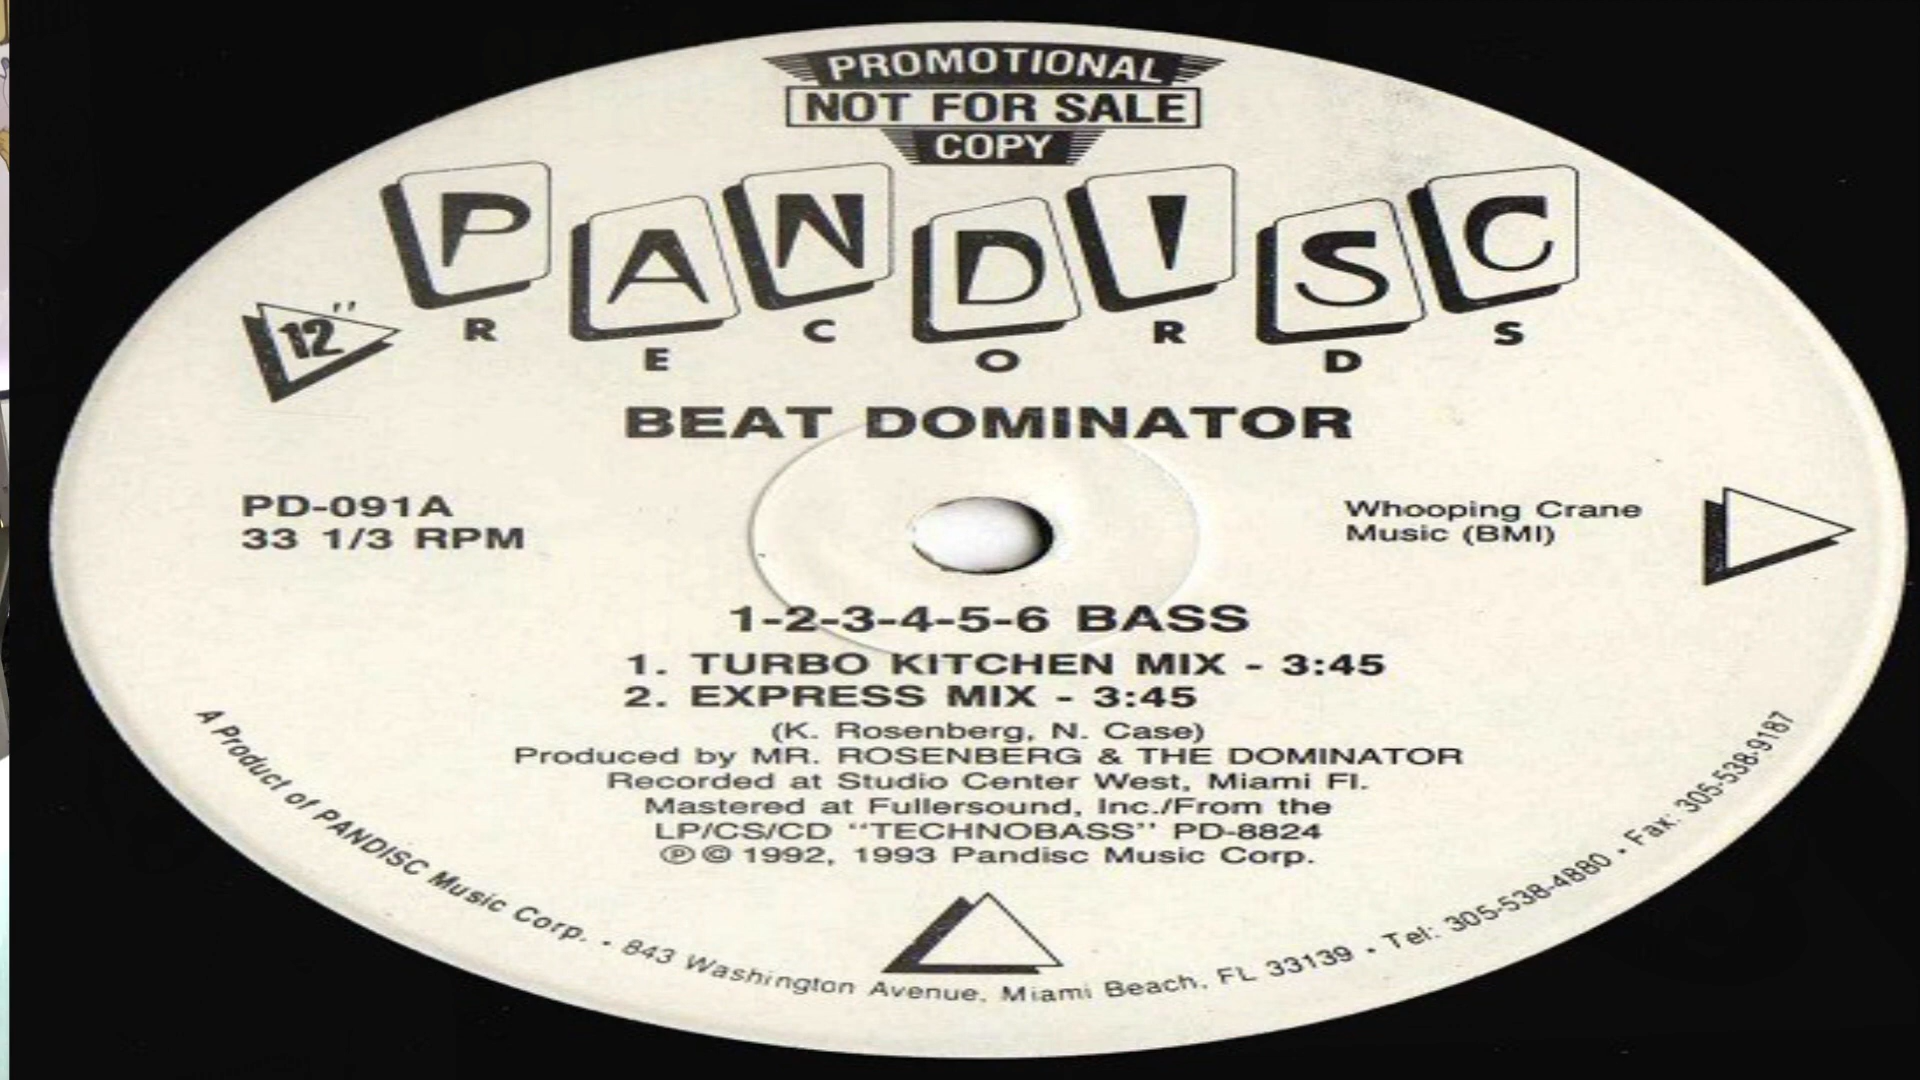 PROMOTIONAL
NOT FOR SALE
COPY
PANDISC
RECORDS
12"
BEAT DOMINATOR
PD-091A
33 1/3 RPM
Whooping Crane
Music (BMI)
1-2-3-4-5-6 BASS
1. TURBO KITCHEN MIX - 3:45
2. EXPRESS MIX - 3:45
(K. Rosenberg, N. Case)
Produced by MR. ROSENBERG & THE DOMINATOR
Recorded at Studio Center West, Miami Fl.
Mastered at Fullersound, Inc./From the
LP/CS/CD "TECHNOBASS" PD-8824
℗ © 1992, 1993 Pandisc Music Corp.
A Product of PANDISC Music Corp. • 843 Washington Avenue, Miami Beach, FL 33139 • Tel: 305-538-4880 • Fax: 305-538-9187